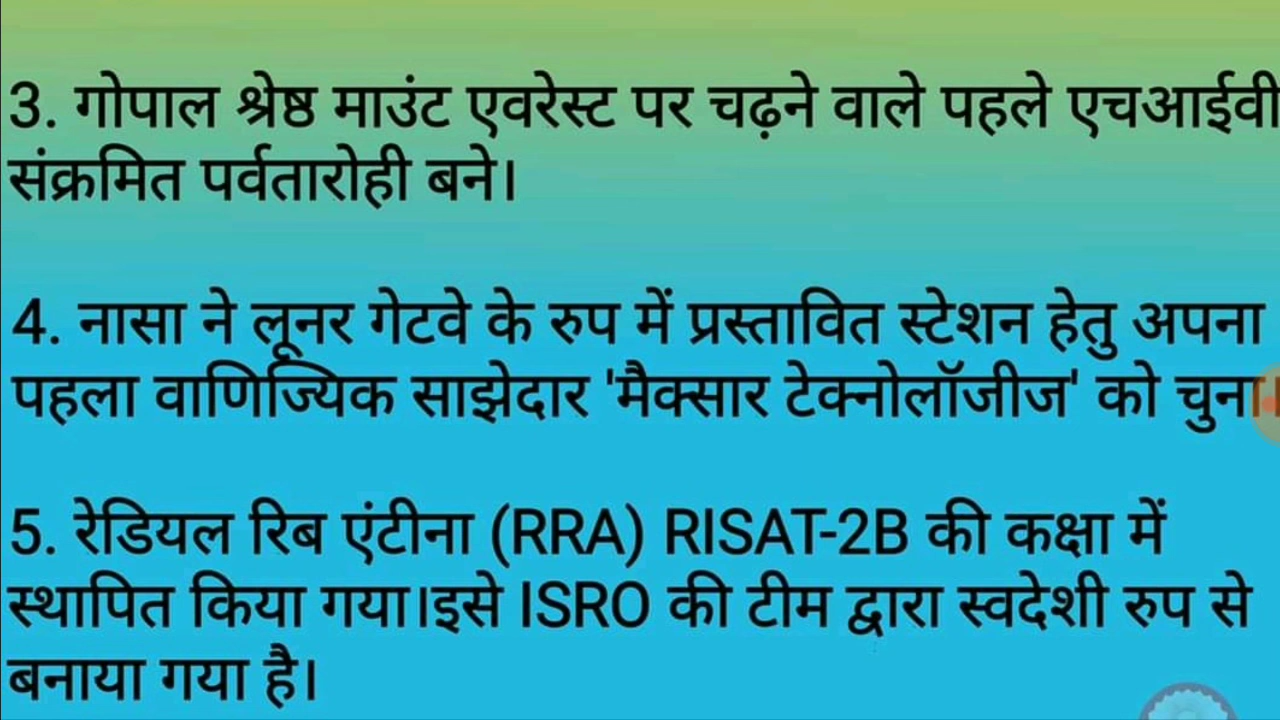 3. गोपाल श्रेष्ठ माउंट एवरेस्ट पर चढ़ने वाले पहले एचआईवी
संक्रमित पर्वतारोही बने।
4. नासा ने लूनर गेटवे के रुप में प्रस्तावित स्टेशन हेतु अपना
पहला वाणिज्यिक साझेदार 'मैक्सार टेक्नोलॉजीज' को चुना
5. रेडियल रिब एंटीना (RRA) RISAT-2B की कक्षा में
स्थापित किया गया।इसे ISRO की टीम द्वारा स्वदेशी रुप से
बनाया गया है।